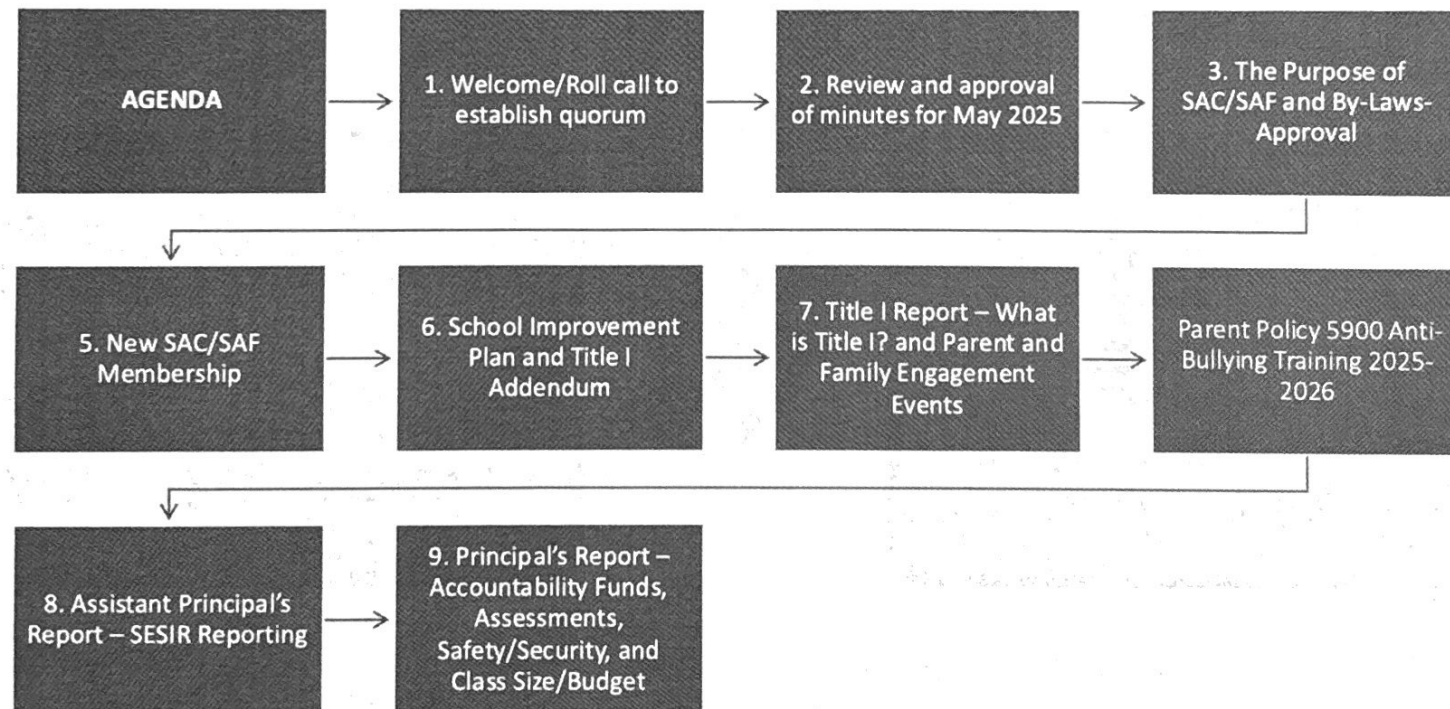 AGENDA
1. Welcome/Roll call to
establish quorum
2. Review and approval
of minutes for May 2025
3. The Purpose of
SAC/SAF and By-Laws-
Approval
5. New SAC/SAF
Membership
6. School Improvement
Plan and Title I
Addendum
7. Title I Report – What
is Title I? and Parent and
Family Engagement
Events
Parent Policy 5900 Anti-
Bullying Training 2025-
2026
8. Assistant Principal’s
Report – SESIR Reporting
9. Principal’s Report –
Accountability Funds,
Assessments,
Safety/Security, and
Class Size/Budget